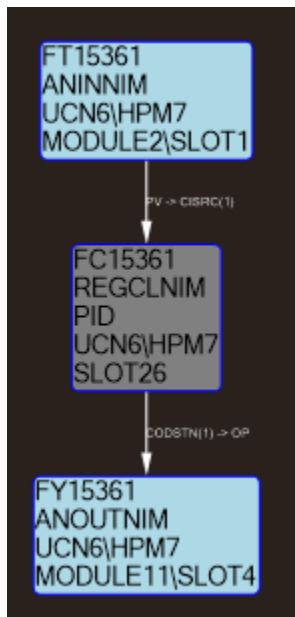 FT15361
ANINNIM
UCN6\HPM7
MODULE2\SLOT1
PV -> CISRC(1)
FC15361
REGCLNIM
PID
UCN6\HPM7
SLOT26
CODSTN(1) -> OP
FY15361
ANOUTNIM
UCN6\HPM7
MODULE11\SLOT4